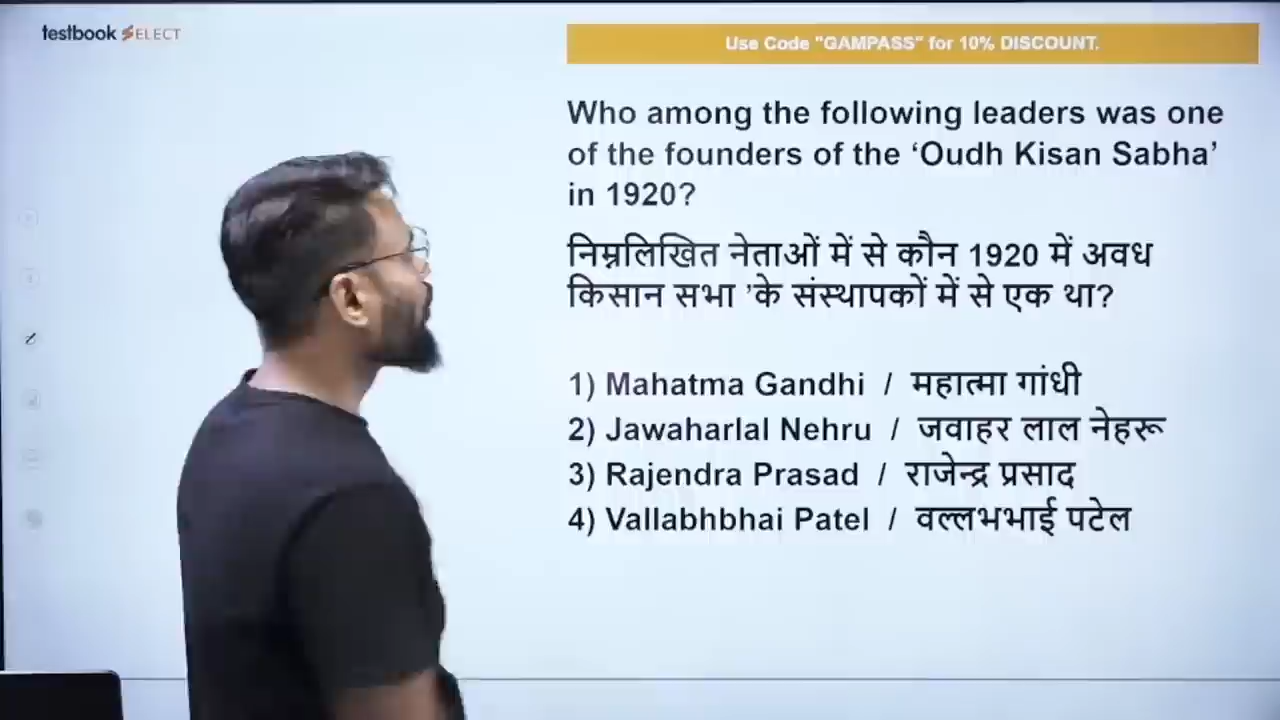 testbook SELECT
Use Code "GAMPASS" for 10% DISCOUNT.
Who among the following leaders was one
of the founders of the ‘Oudh Kisan Sabha’
in 1920?
निम्नलिखित नेताओं में से कौन 1920 में अवध
किसान सभा ’के संस्थापकों में से एक था?
1) Mahatma Gandhi / महात्मा गांधी
2) Jawaharlal Nehru / जवाहर लाल नेहरू
3) Rajendra Prasad / राजेन्द्र प्रसाद
4) Vallabhbhai Patel / वल्लभभाई पटेल